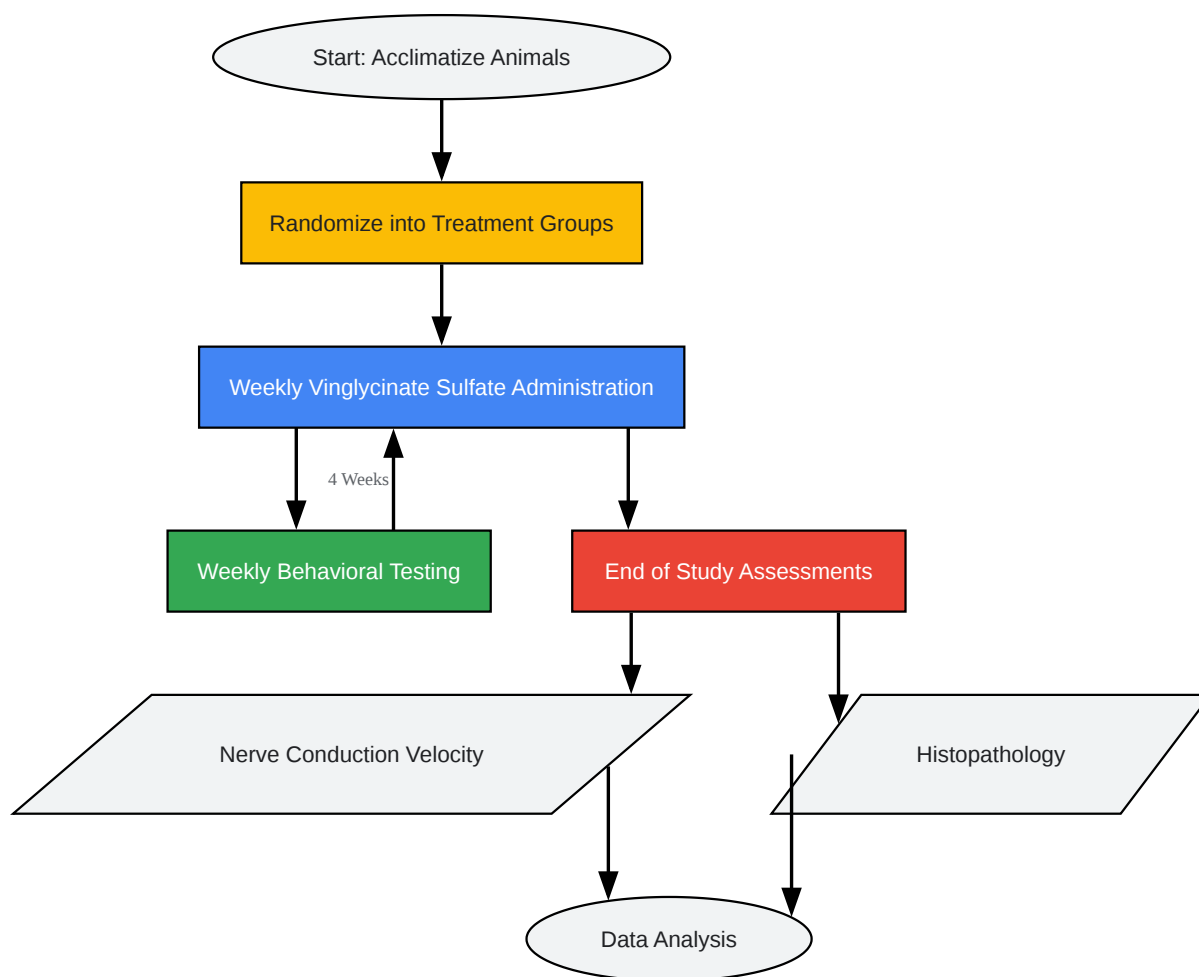 Start: Acclimatize Animals
Randomize into Treatment Groups
Weekly Vinglycinate Sulfate Administration
4 Weeks
Weekly Behavioral Testing
End of Study Assessments
Nerve Conduction Velocity
Histopathology
Data Analysis